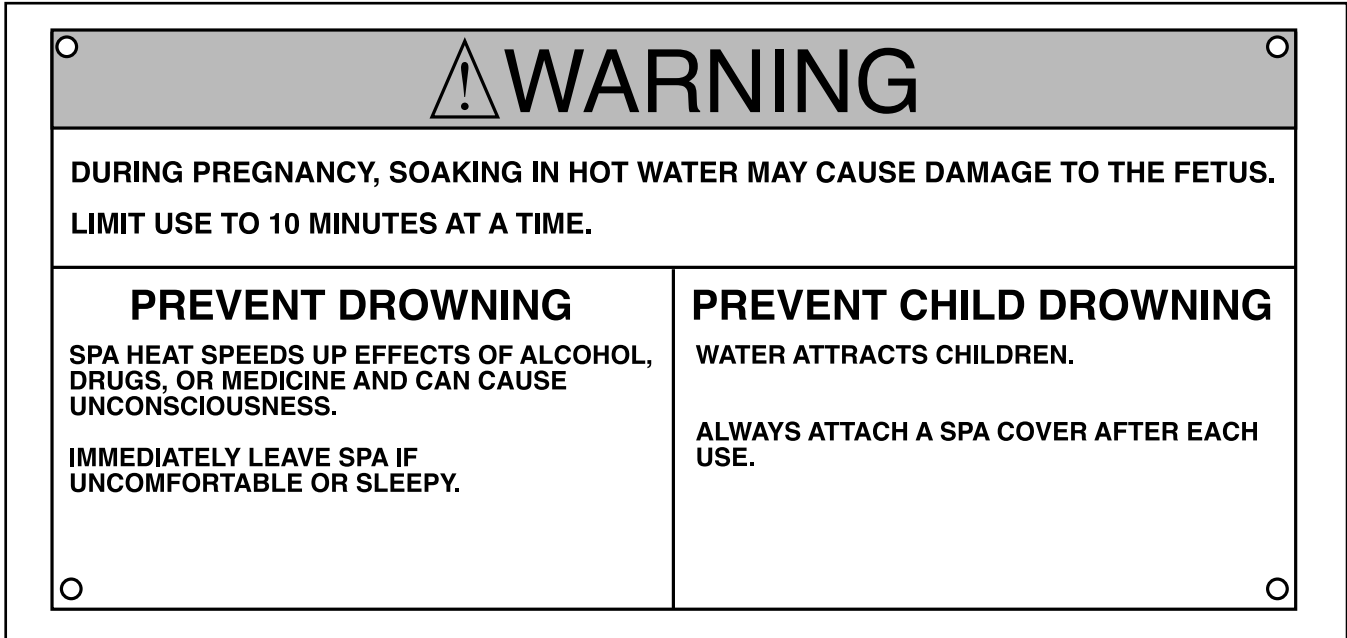 WARNING
DURING PREGNANCY, SOAKING IN HOT WATER MAY CAUSE DAMAGE TO THE FETUS.
LIMIT USE TO 10 MINUTES AT A TIME.
PREVENT DROWNING
SPA HEAT SPEEDS UP EFFECTS OF ALCOHOL,
DRUGS, OR MEDICINE AND CAN CAUSE
UNCONSCIOUSNESS.
IMMEDIATELY LEAVE SPA IF
UNCOMFORTABLE OR SLEEPY.
PREVENT CHILD DROWNING
WATER ATTRACTS CHILDREN.
ALWAYS ATTACH A SPA COVER AFTER EACH
USE.